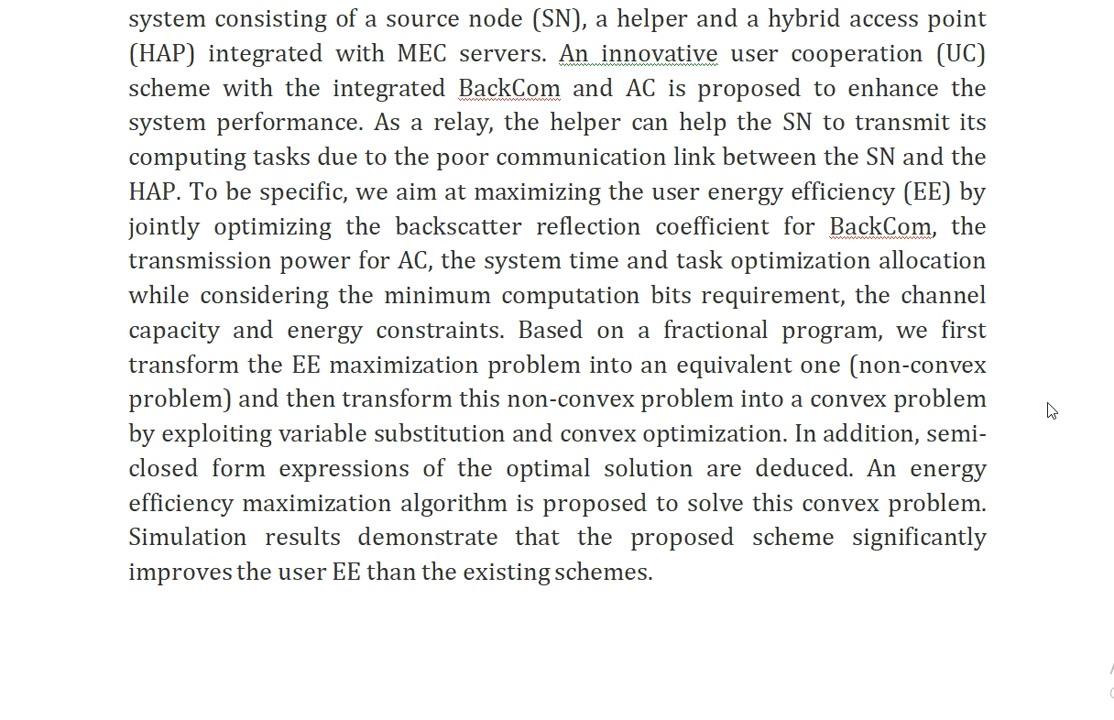 system consisting of a source node (SN), a helper and a hybrid access point
(HAP) integrated with MEC servers. An innovative user cooperation (UC)
scheme with the integrated BackCom and AC is proposed to enhance the
system performance. As a relay, the helper can help the SN to transmit its
computing tasks due to the poor communication link between the SN and the
HAP. To be specific, we aim at maximizing the user energy efficiency (EE) by
jointly optimizing the backscatter reflection coefficient for BackCom, the
transmission power for AC, the system time and task optimization allocation
while considering the minimum computation bits requirement, the channel
capacity and energy constraints. Based on a fractional program, we first
transform the EE maximization problem into an equivalent one (non-convex
problem) and then transform this non-convex problem into a convex problem
by exploiting variable substitution and convex optimization. In addition, semi-
closed form expressions of the optimal solution are deduced. An energy
efficiency maximization algorithm is proposed to solve this convex problem.
Simulation results demonstrate that the proposed scheme significantly
improves the user EE than the existing schemes.